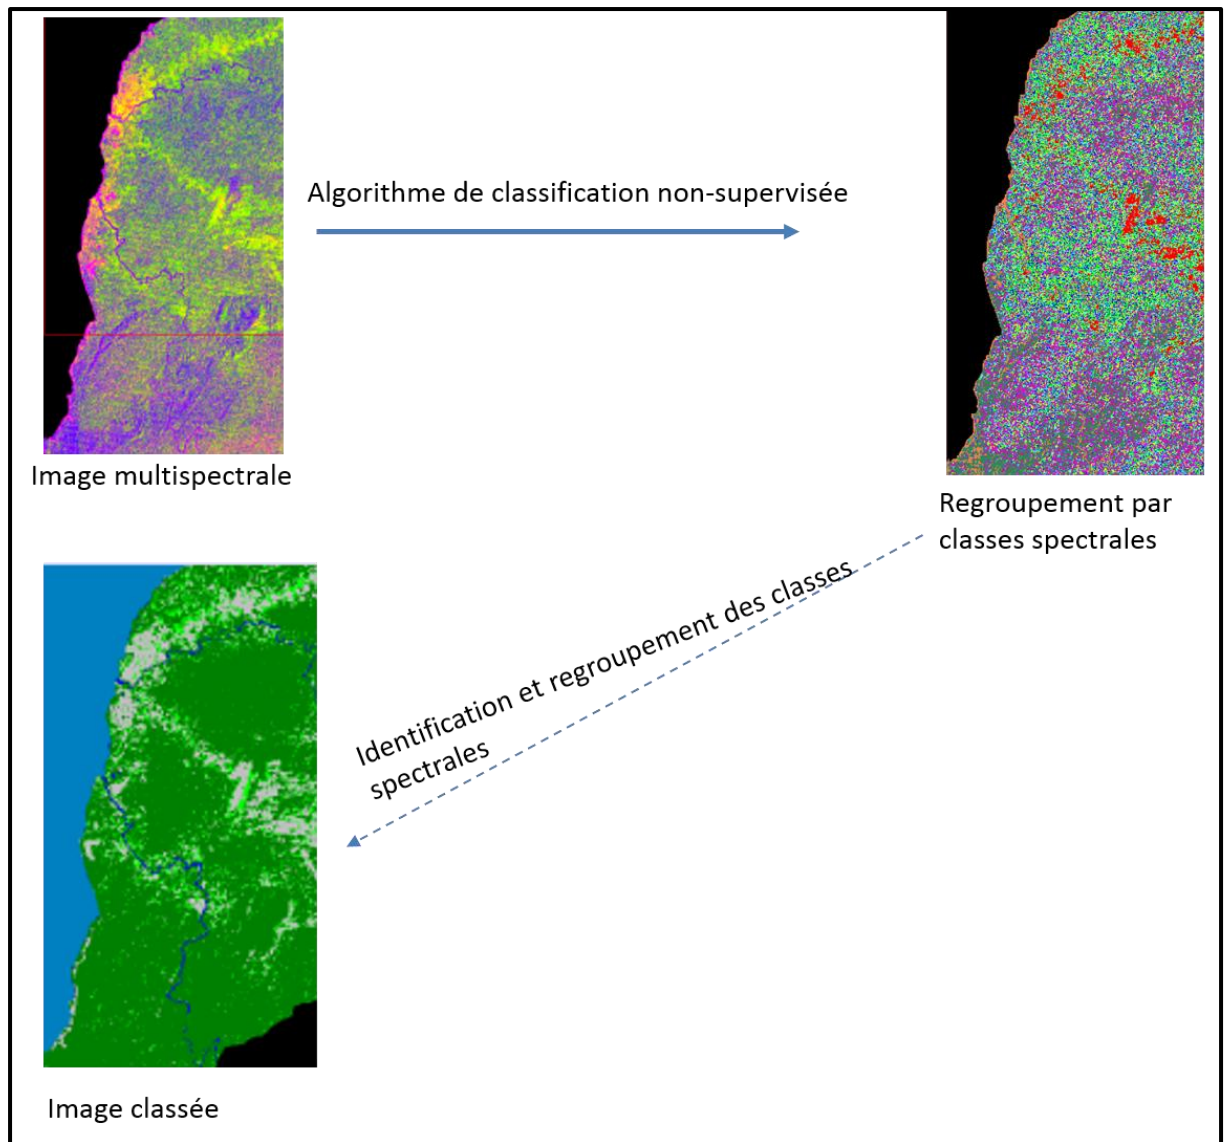 Algorithme de classification non-supervisée
Image multispectrale
Regroupement par
classes spectrales
Identification et regroupement des classes
spectrales
Image classée